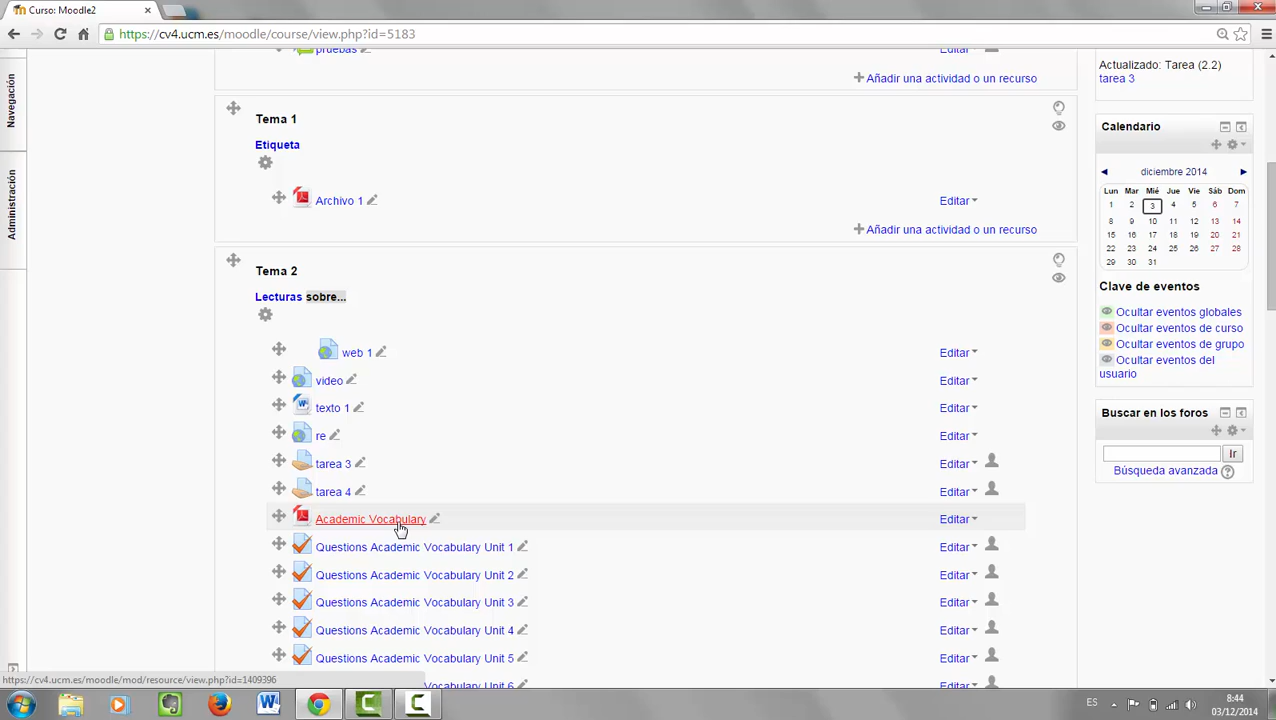 Curso: Moodle2
https://cv4.ucm.es/moodle/course/view.php?id=5183
pruebas
Editar
Añadir una actividad o un recurso
Tema 1
Etiqueta
Archivo 1
Editar
Añadir una actividad o un recurso
Tema 2
Lecturas sobre...
web 1
Editar
video
Editar
texto 1
Editar
re
Editar
tarea 3
Editar
tarea 4
Editar
Academic Vocabulary
Editar
Questions Academic Vocabulary Unit 1
Editar
Questions Academic Vocabulary Unit 2
Editar
Questions Academic Vocabulary Unit 3
Editar
Questions Academic Vocabulary Unit 4
Editar
Questions Academic Vocabulary Unit 5
Editar
Vocabulary Unit 6
Editar
Navegación
Administración
Actualizado: Tarea (2.2)
tarea 3
Calendario
diciembre 2014
Lun Mar Mié Jue Vie Sáb Dom
1 2 3 4 5 6 7
8 9 10 11 12 13 14
15 16 17 18 19 20 21
22 23 24 25 26 27 28
29 30 31
Clave de eventos
Ocultar eventos globales
Ocultar eventos de curso
Ocultar eventos de grupo
Ocultar eventos del
usuario
Buscar en los foros
Ir
Búsqueda avanzada
https://cv4.ucm.es/moodle/mod/resource/view.php?id=1409396
ES
8:44
03/12/2014